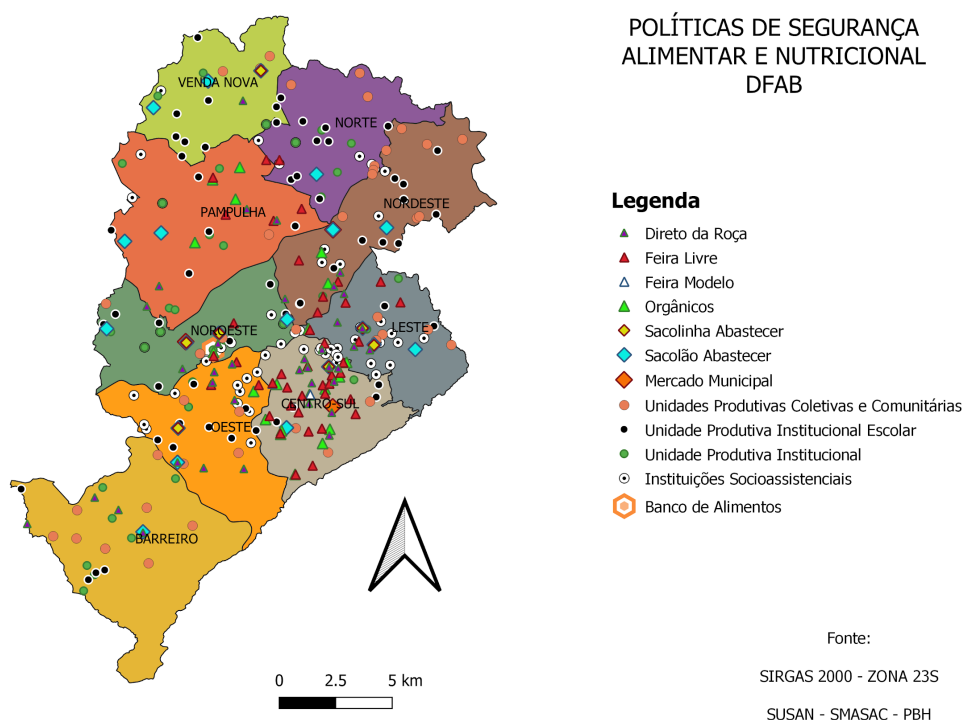 POLÍTICAS DE SEGURANÇA
ALIMENTAR E NUTRICIONAL
DFAB
VENDA NOVA
NORTE
NORDESTE
PAMPULHA
NOROESTE
LESTE
CENTRO-SUL
OESTE
BARREIRO
Legenda
Direto da Roça
Feira Livre
Feira Modelo
Orgânicos
Sacolinha Abastecer
Sacolão Abastecer
Mercado Municipal
Unidades Produtivas Coletivas e Comunitárias
Unidade Produtiva Institucional Escolar
Unidade Produtiva Institucional
Instituições Socioassistenciais
Banco de Alimentos
0 2.5 5 km
Fonte:
SIRGAS 2000 - ZONA 23S
SUSAN - SMASAC - PBH